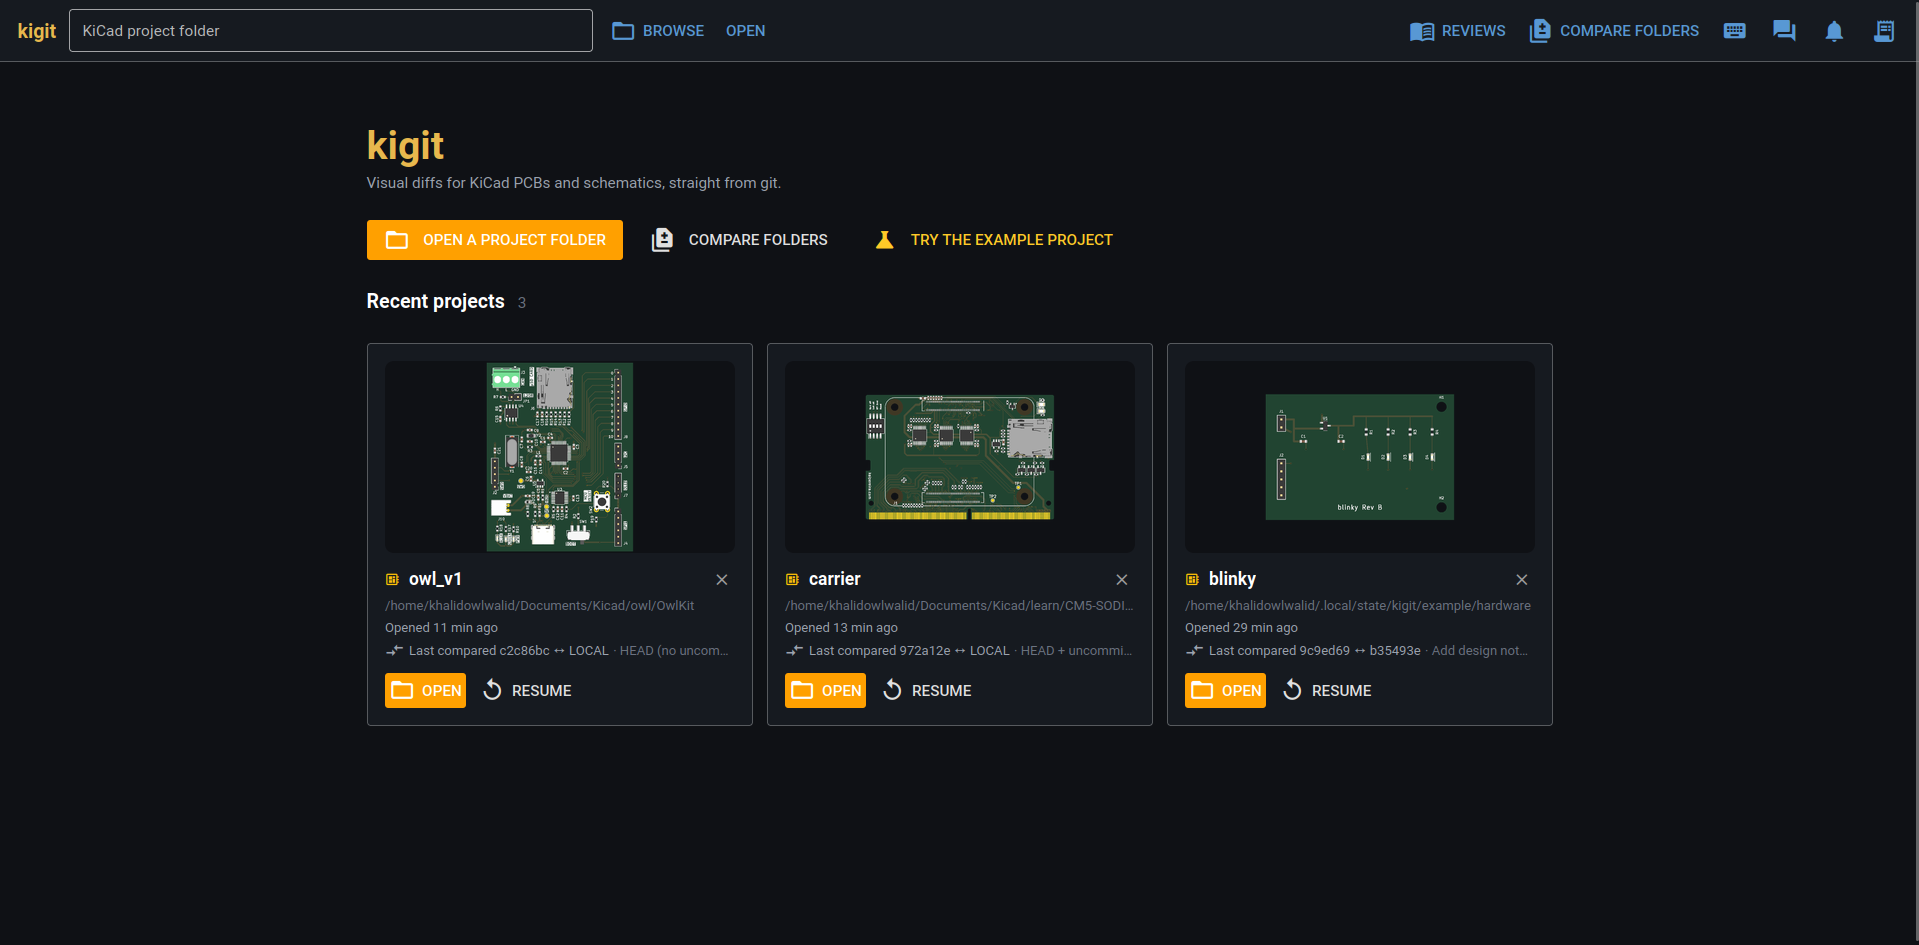 kigit
KiCad project folder
BROWSE
OPEN
REVIEWS
COMPARE FOLDERS
kigit
Visual diffs for KiCad PCBs and schematics, straight from git.
OPEN A PROJECT FOLDER
COMPARE FOLDERS
TRY THE EXAMPLE PROJECT
Recent projects 3
owl_v1
/home/khalidowlwalid/Documents/Kicad/owl/OwlKit
Opened 11 min ago
Last compared c2c86bc ↔ LOCAL · HEAD (no uncom…
OPEN
RESUME
carrier
/home/khalidowlwalid/Documents/Kicad/learn/CM5-SODI…
Opened 13 min ago
Last compared 972a12e ↔ LOCAL · HEAD + uncommi…
OPEN
RESUME
blinky Rev B
blinky
/home/khalidowlwalid/.local/state/kigit/example/hardware
Opened 29 min ago
Last compared 9c9ed69 ↔ b35493e · Add design not…
OPEN
RESUME